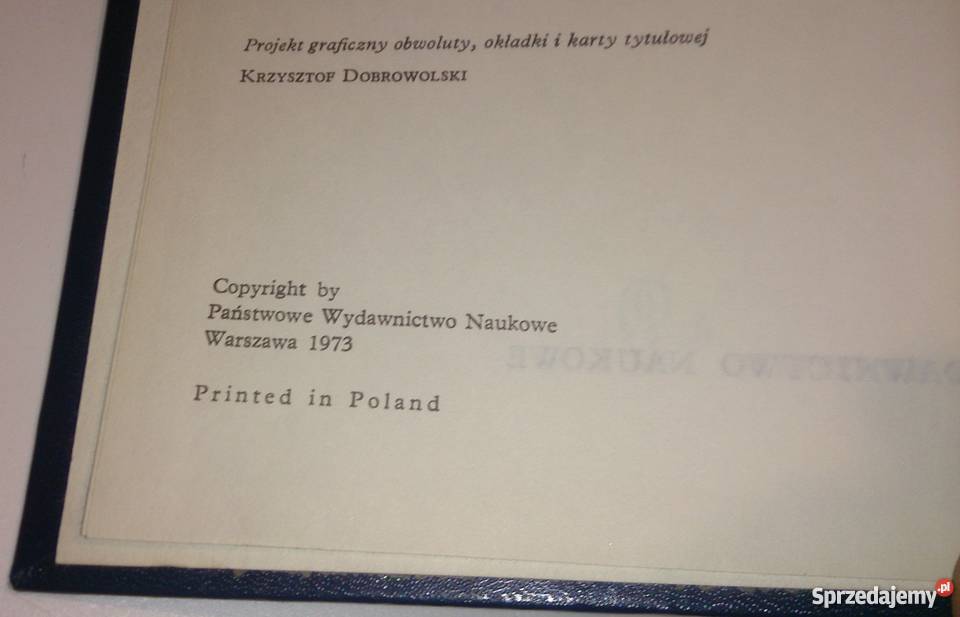 Projekt graficzny obwoluty, okładki i karty tytułowej
KRZYSZTOF DOBROWOLSKI
Copyright by
Państwowe Wydawnictwo Naukowe
Warszawa 1973
Printed in Poland
NAUKOWE
Sprzedajemy.pl